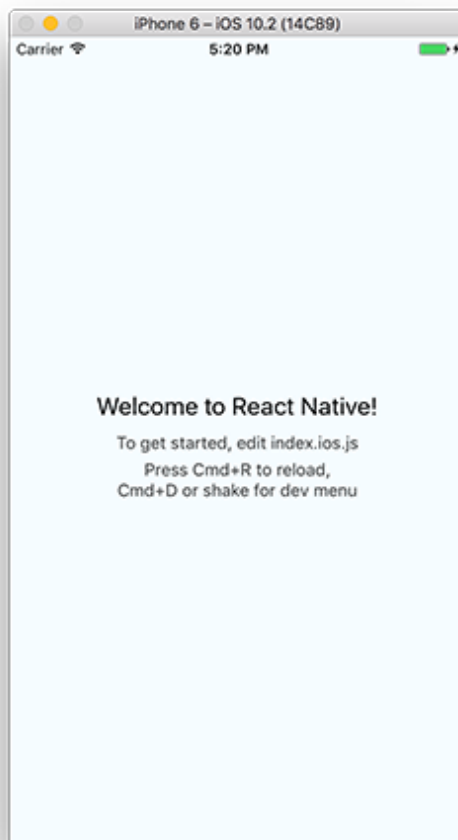 iPhone 6 – iOS 10.2 (14C89)
Carrier 5:20 PM
Welcome to React Native!
To get started, edit index.ios.js
Press Cmd+R to reload,
Cmd+D or shake for dev menu